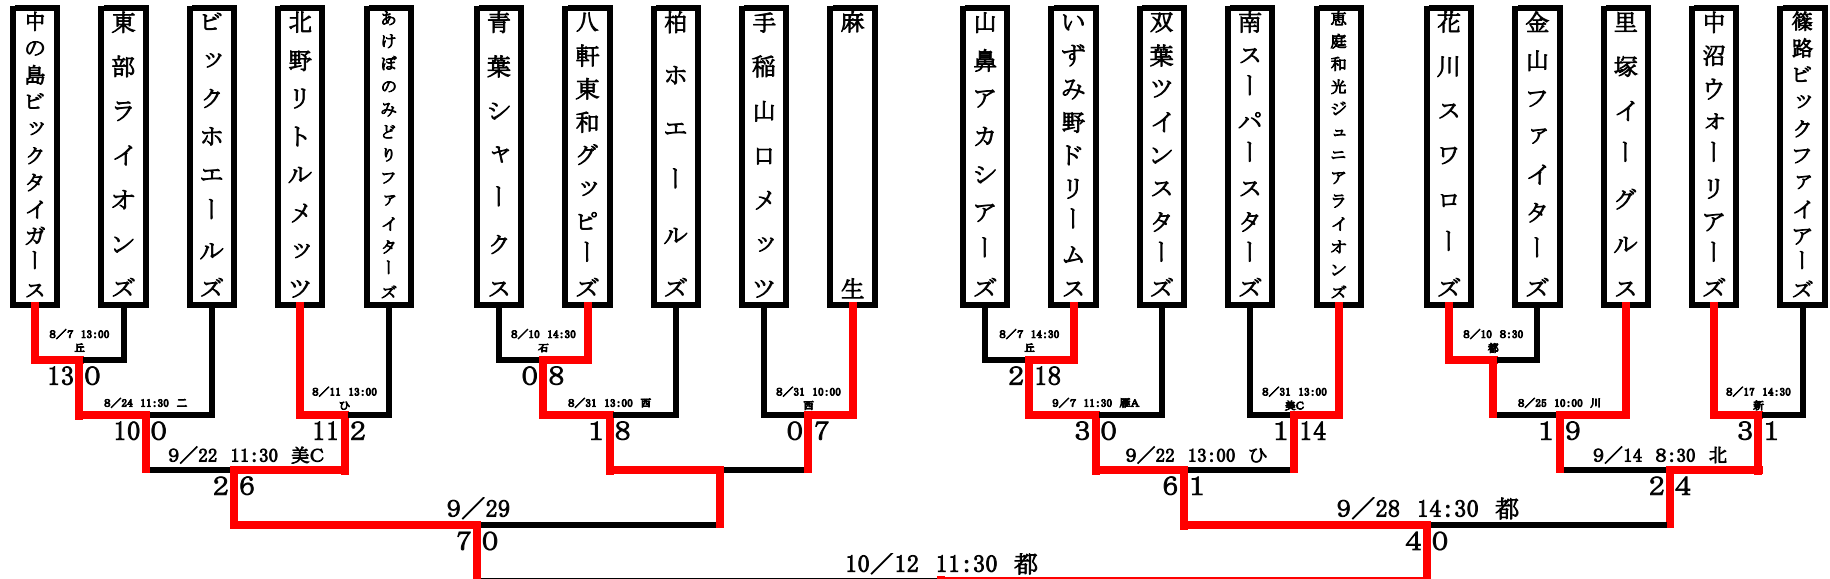 中の島ビックタイガース
東部ライオンズ
ビックホエールズ
北野リトルメッツ
あけぼのみどりファイターズ
青葉シャークス
八軒東和グッピーズ
柏ホエールズ
手稲山口メッツ
麻生
山鼻アカシアーズ
いずみ野ドリームス
双葉ツインスターズ
南スーパースターズ
恵庭和光ジュニアライオンズ
花川スワローズ
金山ファイターズ
里塚イーグルス
中沼ウオーリアーズ
篠路ビックファイアーズ
8/7 13:00
丘
13 0
8/10 14:30
石
0 8
8/7 14:30
丘
2 18
8/10 8:30
都
8/24 11:30 二
10 0
8/11 13:00
ひ
11 2
8/31 13:00 西
1 8
8/31 10:00
西
0 7
9/7 11:30 雁A
3 0
8/31 13:00
美C
1 14
8/25 10:00 川
1 9
8/17 14:30
新
3 1
9/22 11:30 美C
2 6
9/22 13:00 ひ
6 1
9/14 8:30 北
2 4
9/29
7 0
9/28 14:30 都
4 0
10/12 11:30 都